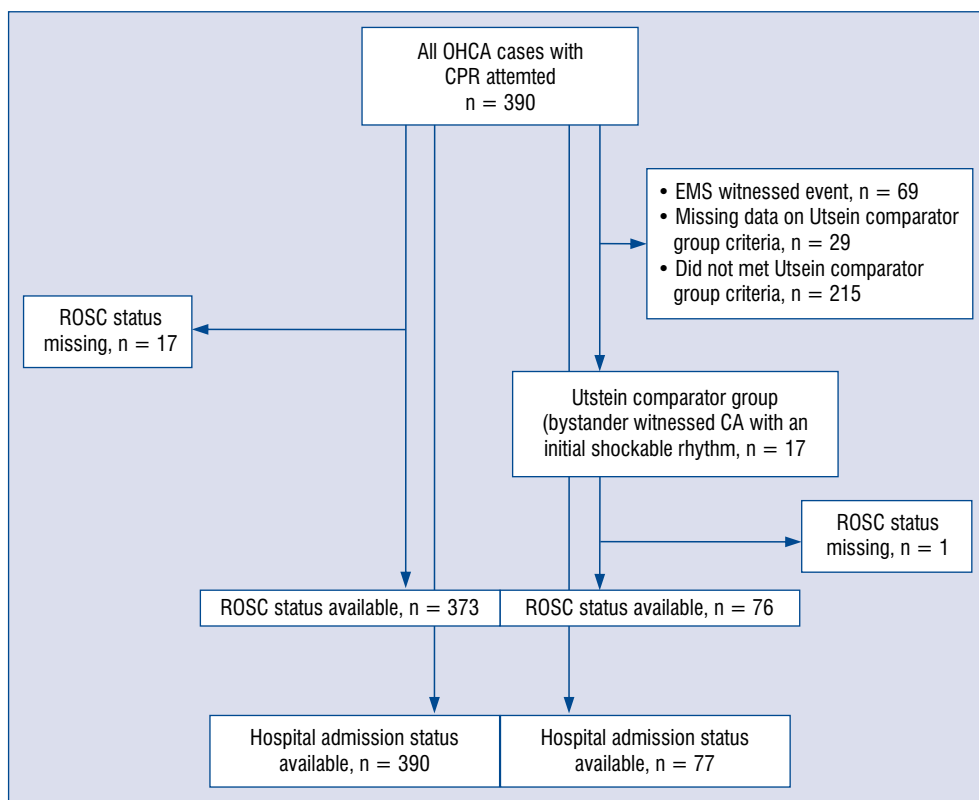 All OHCA cases with
CPR attemted
n = 390
• EMS witnessed event, n = 69
• Missing data on Utsein comparator
group criteria, n = 29
• Did not met Utsein comparator
group criteria, n = 215
ROSC status
missing, n = 17
Utstein comparator group
(bystander witnessed CA with an
initial shockable rhythm, n = 17
ROSC status
missing, n = 1
ROSC status available, n = 373
ROSC status available, n = 76
Hospital admission status
available, n = 390
Hospital admission status
available, n = 77